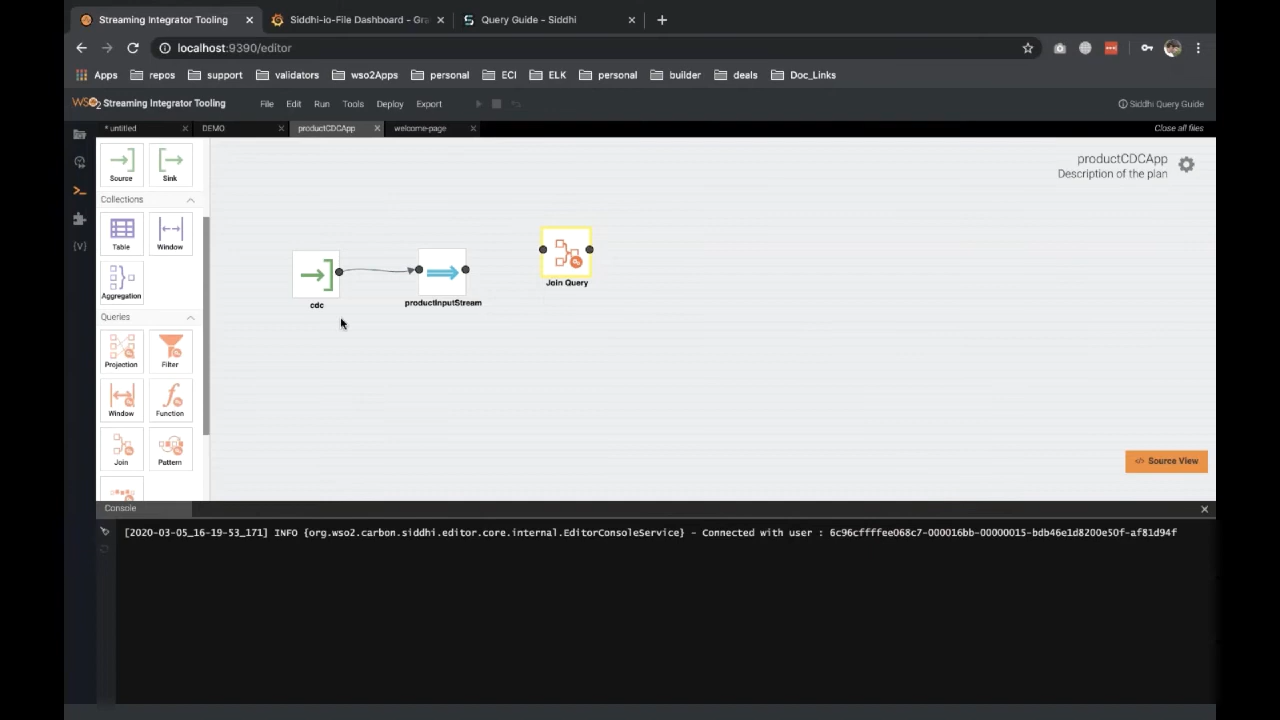 Streaming Integrator Tooling
Siddhi-io-File Dashboard - Gra
Query Guide - Siddhi
localhost:9390/editor
Apps repos support validators wso2Apps personal ECI ELK personal builder deals Doc_Links
WSO2 Streaming Integrator Tooling File Edit Run Tools Deploy Export Siddhi Query Guide
* untitled DEMO productCDCApp welcome-page Close all files
productCDCApp
Description of the plan
Source Sink
Collections
Table Window
Aggregation
Queries
Projection Filter
Window Function
Join Pattern
cdc
productInputStream
Join Query
</> Source View
Console
[2020-03-05_16-19-53_171] INFO {org.wso2.carbon.siddhi.editor.core.internal.EditorConsoleService} - Connected with user : 6c96cffffee068c7-000016bb-00000015-bdb46e1d8200e50f-af81d94f